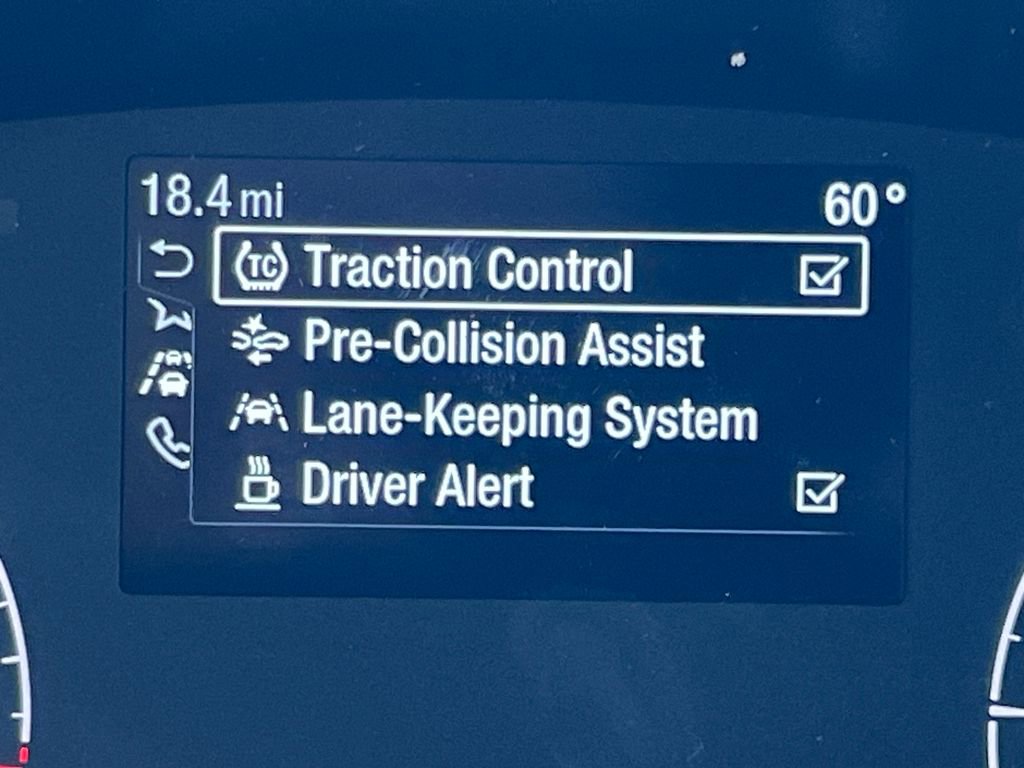 18.4 mi 60°
TC Traction Control
Pre-Collision Assist
Lane-Keeping System
Driver Alert